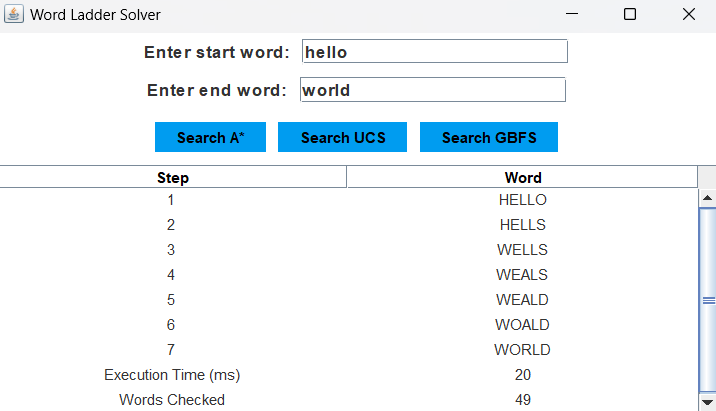 Word Ladder Solver
Enter start word: hello
Enter end word: world
Search A* Search UCS Search GBFS
Step Word
1 HELLO
2 HELLS
3 WELLS
4 WEALS
5 WEALD
6 WOALD
7 WORLD
Execution Time (ms) 20
Words Checked 49